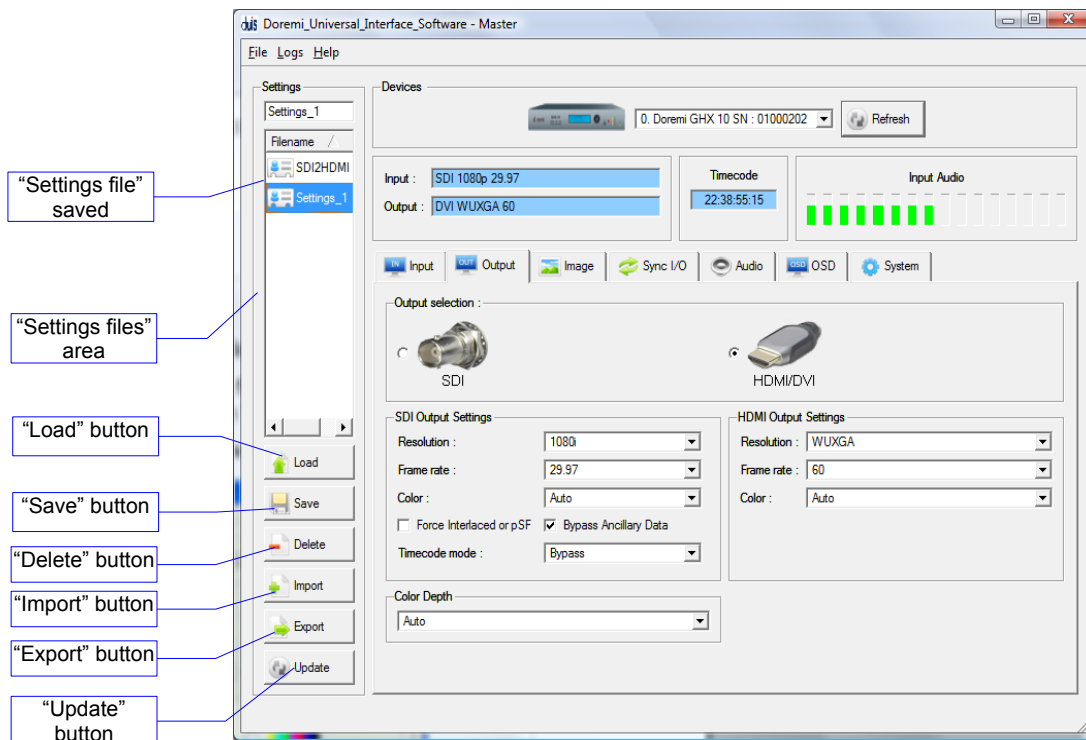 duis Doremi_Universal_Interface_Software - Master
File Logs Help
Settings
Settings_1
Filename
SDI2HDMI
Settings_1
Load
Save
Delete
Import
Export
Update
Devices
0. Doremi GHX 10 SN : 01000202
Refresh
Input : SDI 1080p 29.97
Output : DVI WUXGA 60
Timecode
22:38:55:15
Input Audio
IN Input
OUT Output
Image
Sync I/O
Audio
OSD OSD
System
Output selection :
SDI
HDMI/DVI
SDI Output Settings
Resolution : 1080i
Frame rate : 29.97
Color : Auto
Force Interlaced or pSF
Bypass Ancillary Data
Timecode mode : Bypass
HDMI Output Settings
Resolution : WUXGA
Frame rate : 60
Color : Auto
Color Depth
Auto
“Settings file”
saved
“Settings files”
area
“Load” button
“Save” button
“Delete” button
“Import” button
“Export” button
“Update”
button